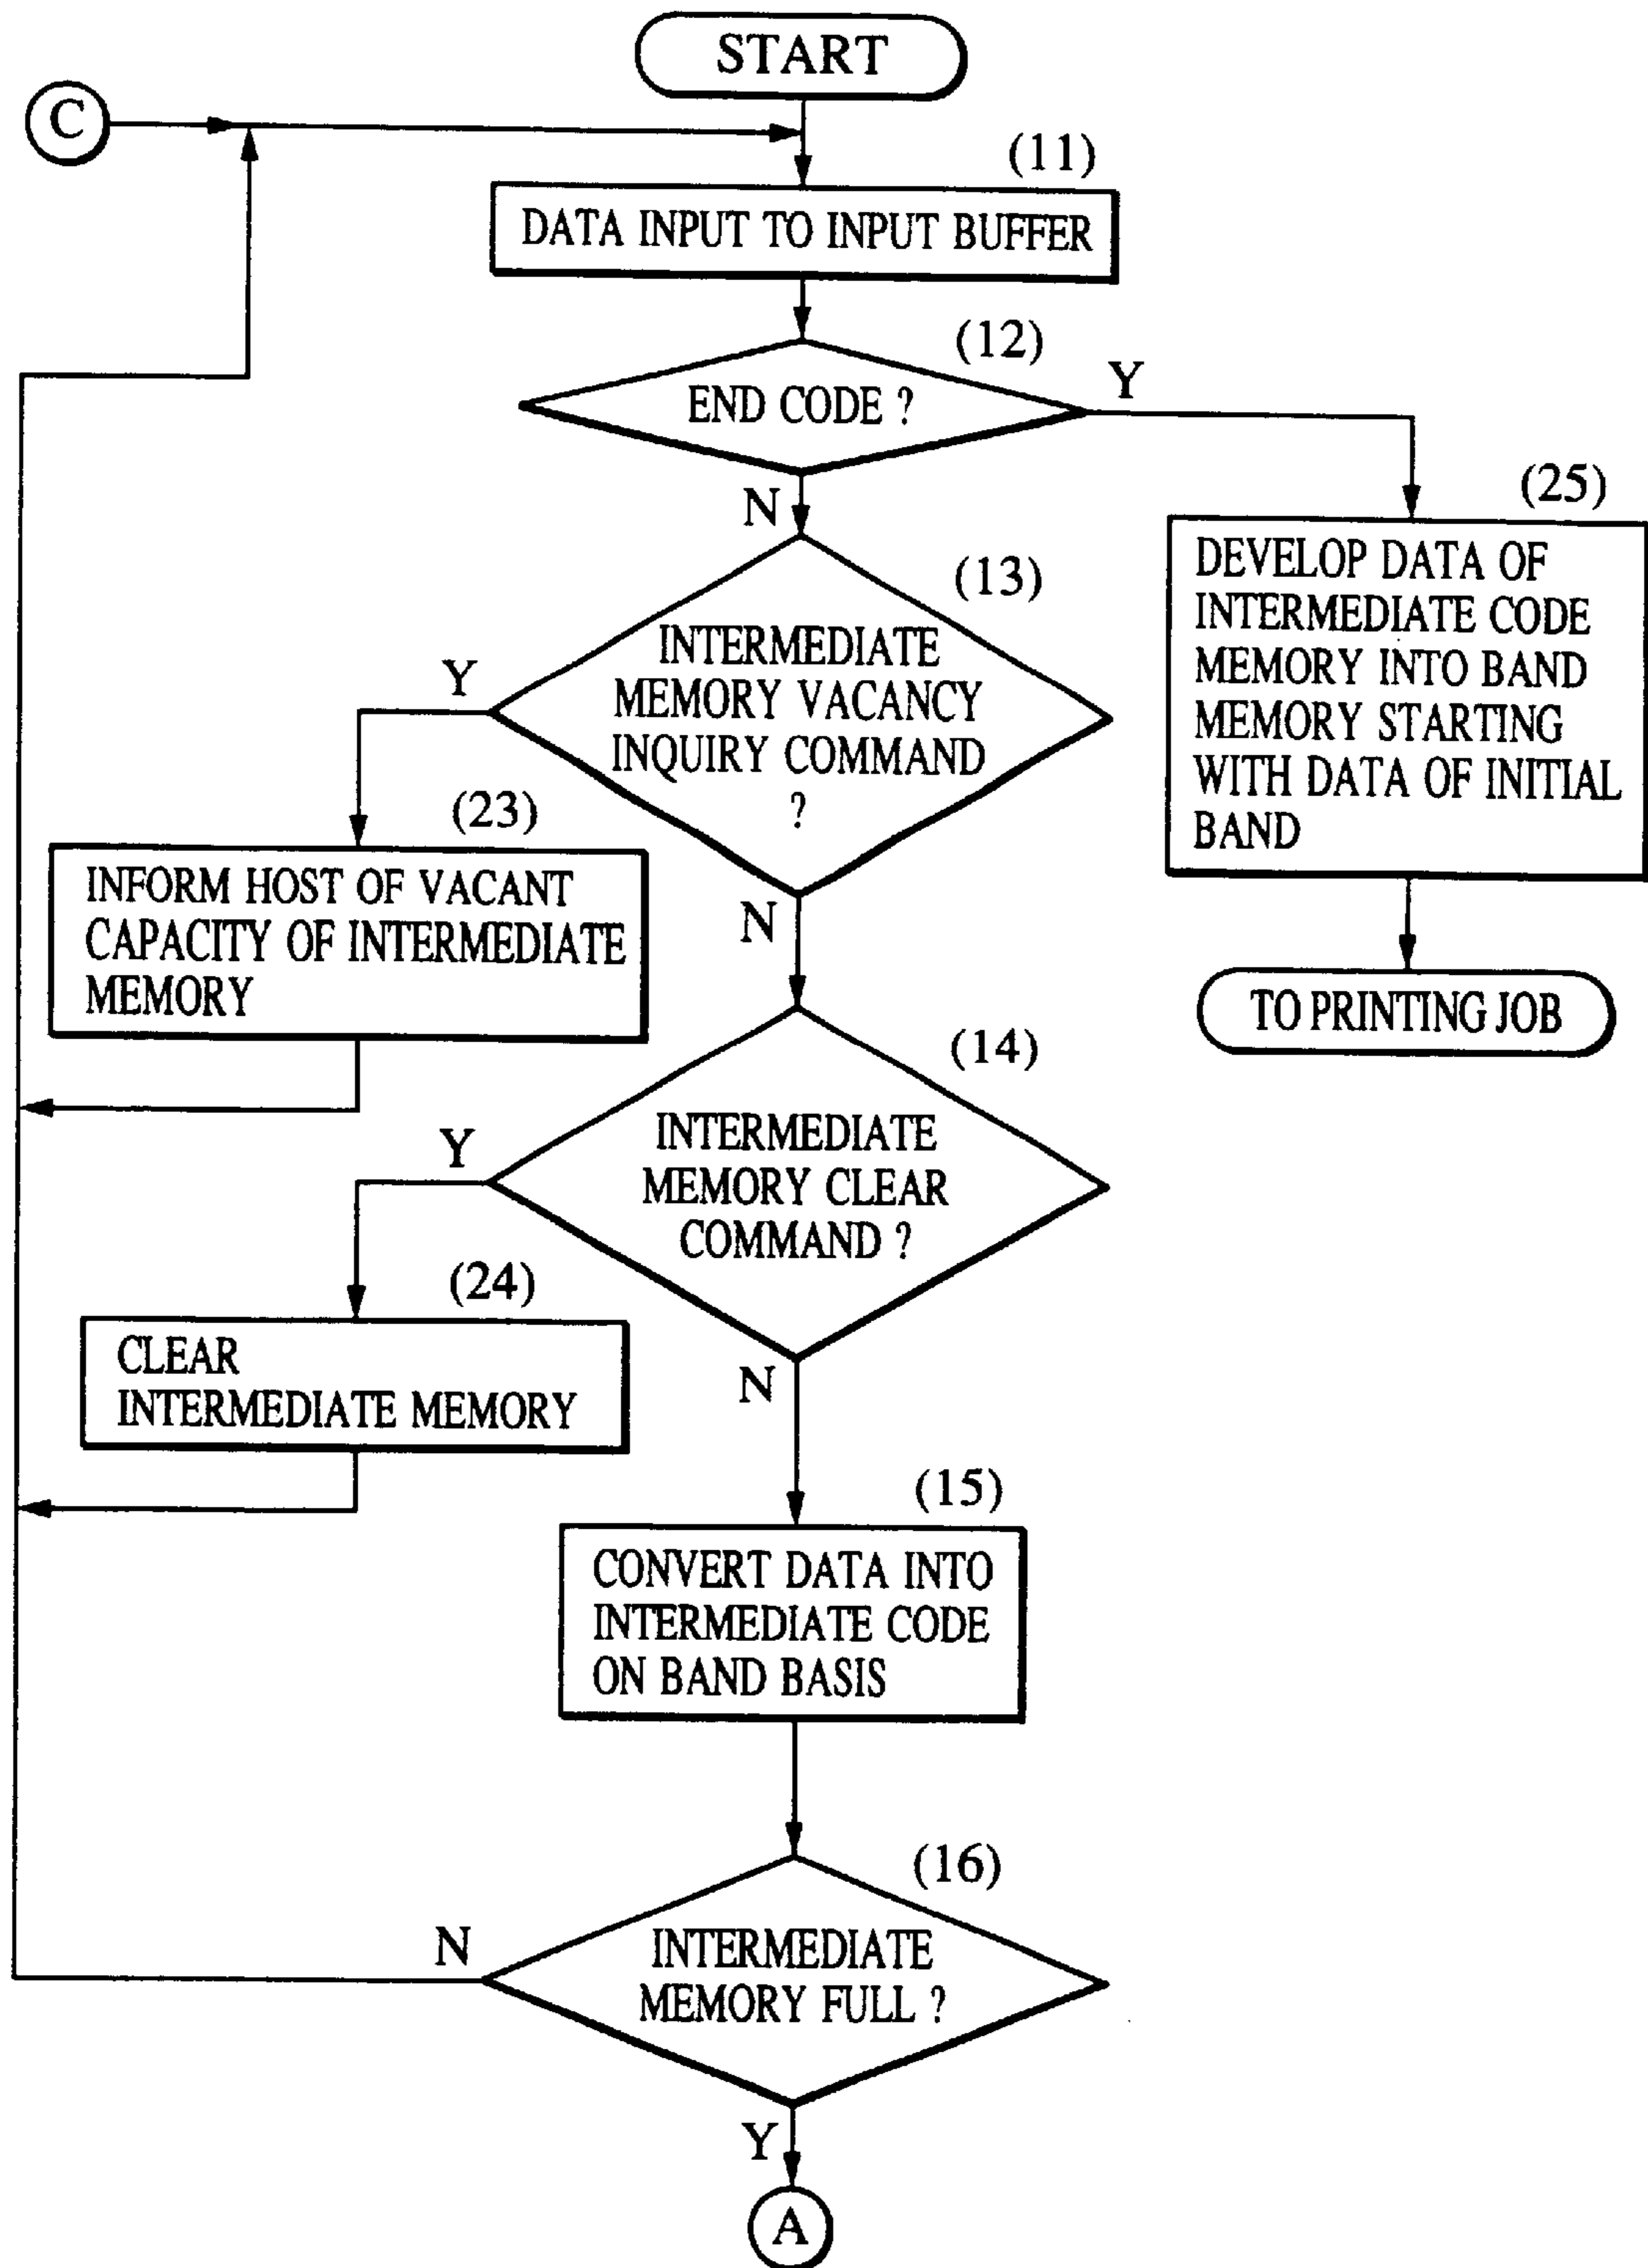 START
C
(11)
DATA INPUT TO INPUT BUFFER
(12)
END CODE ?
Y
N
(25)
DEVELOP DATA OF
INTERMEDIATE CODE
MEMORY INTO BAND
MEMORY STARTING
WITH DATA OF INITIAL
BAND
TO PRINTING JOB
(13)
INTERMEDIATE
MEMORY VACANCY
INQUIRY COMMAND
?
Y
N
(23)
INFORM HOST OF VACANT
CAPACITY OF INTERMEDIATE
MEMORY
(14)
INTERMEDIATE
MEMORY CLEAR
COMMAND ?
Y
N
(24)
CLEAR
INTERMEDIATE MEMORY
(15)
CONVERT DATA INTO
INTERMEDIATE CODE
ON BAND BASIS
(16)
INTERMEDIATE
MEMORY FULL ?
N
Y
A